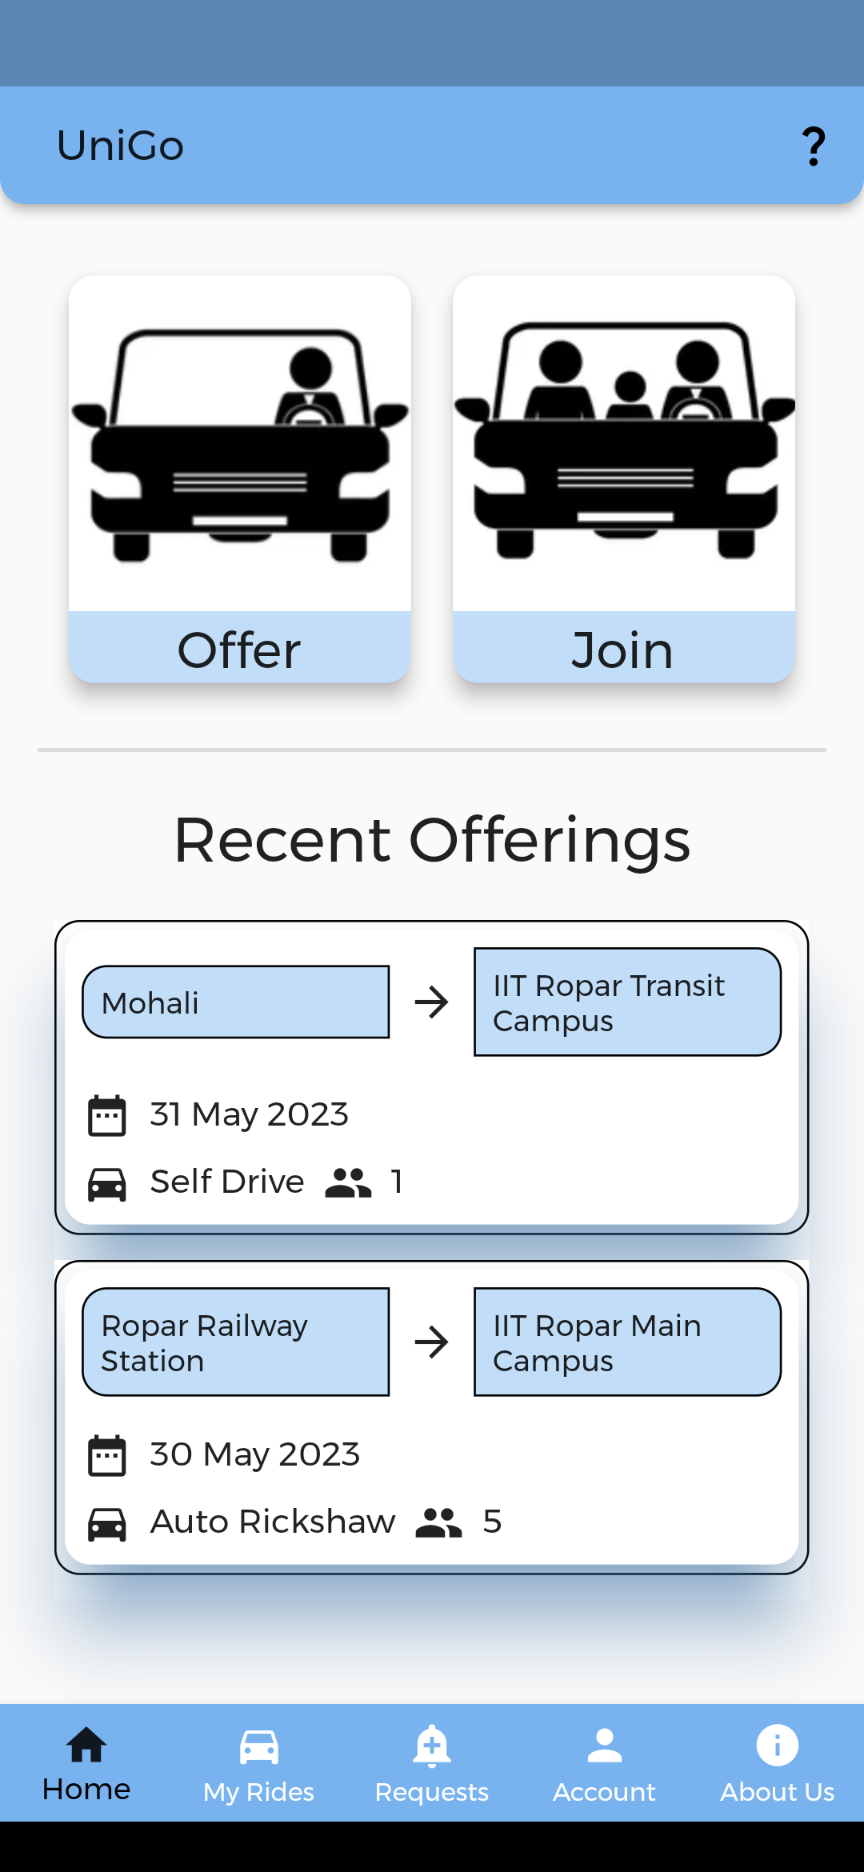 UniGo
?
Offer
Join
Recent Offerings
Mohali
IIT Ropar Transit
Campus
31 May 2023
Self Drive 1
Ropar Railway
Station
IIT Ropar Main
Campus
30 May 2023
Auto Rickshaw 5
Home
My Rides
Requests
Account
About Us